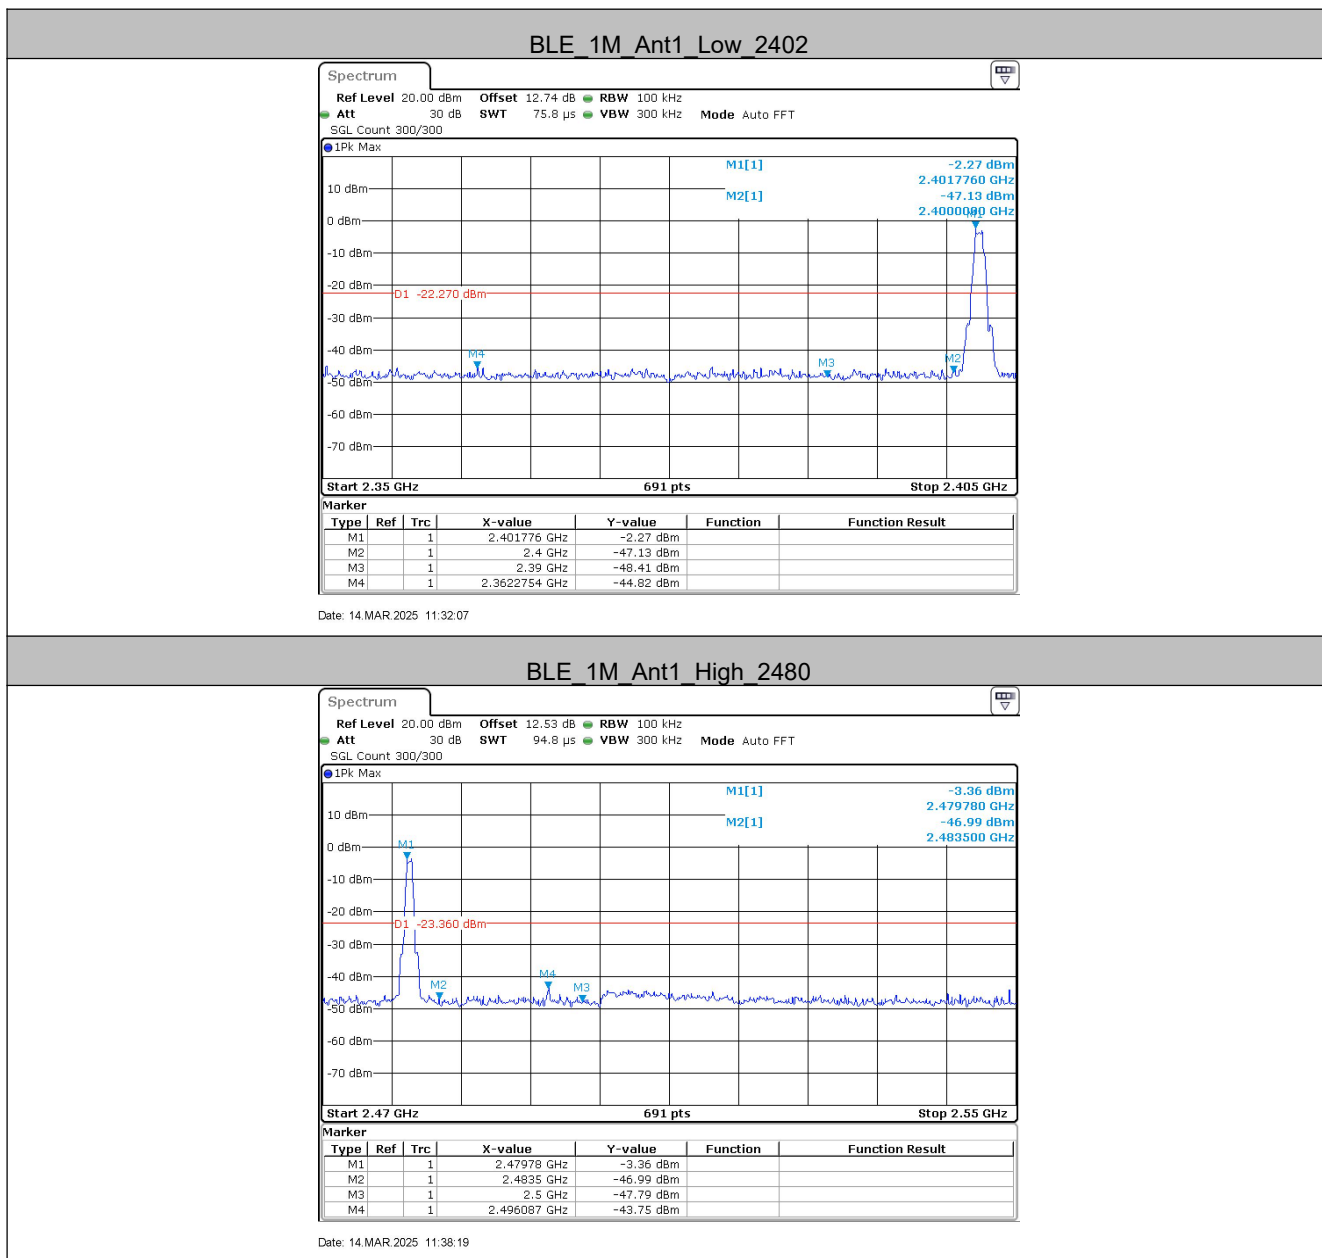 BLE_1M_Ant1_Low_2402
Spectrum
Ref Level 20.00 dBm Offset 12.74 dB RBW 100 kHz
Att 30 dB SWT 75.8 µs VBW 300 kHz Mode Auto FFT
SGL Count 300/300
1Pk Max
M1[1] -2.27 dBm
2.4017760 GHz
M2[1] -47.13 dBm
2.4000000 GHz
10 dBm
0 dBm
M1
-10 dBm
-20 dBm
D1 -22.270 dBm
-30 dBm
-40 dBm
M4
M3
M2
-50 dBm
-60 dBm
-70 dBm
Start 2.35 GHz 691 pts Stop 2.405 GHz
Marker
Type Ref Trc X-value Y-value Function Function Result
M1 1 2.401776 GHz -2.27 dBm
M2 1 2.4 GHz -47.13 dBm
M3 1 2.39 GHz -48.41 dBm
M4 1 2.3622754 GHz -44.82 dBm
Date: 14.MAR.2025 11:32:07
BLE_1M_Ant1_High_2480
Spectrum
Ref Level 20.00 dBm Offset 12.53 dB RBW 100 kHz
Att 30 dB SWT 94.8 µs VBW 300 kHz Mode Auto FFT
SGL Count 300/300
1Pk Max
M1[1] -3.36 dBm
2.479780 GHz
M2[1] -46.99 dBm
2.483500 GHz
10 dBm
0 dBm
M1
-10 dBm
-20 dBm
D1 -23.360 dBm
-30 dBm
-40 dBm
M4
M2
M3
-50 dBm
-60 dBm
-70 dBm
Start 2.47 GHz 691 pts Stop 2.55 GHz
Marker
Type Ref Trc X-value Y-value Function Function Result
M1 1 2.47978 GHz -3.36 dBm
M2 1 2.4835 GHz -46.99 dBm
M3 1 2.5 GHz -47.79 dBm
M4 1 2.496087 GHz -43.75 dBm
Date: 14.MAR.2025 11:38:19